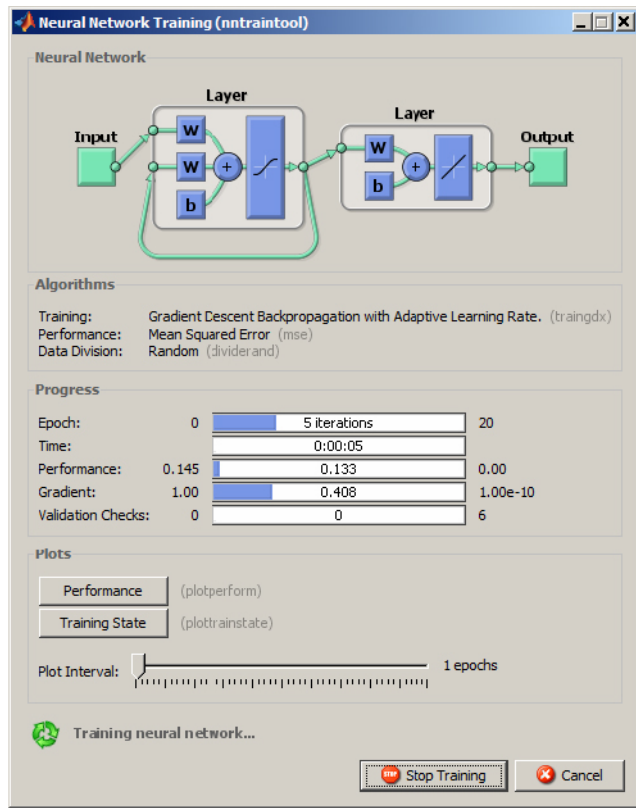 Neural Network Training (nntraintool)
Neural Network
Layer
Layer
Input
Output
W
W
b
+
W
b
+
Algorithms
Training: Gradient Descent Backpropagation with Adaptive Learning Rate. (traingdx)
Performance: Mean Squared Error (mse)
Data Division: Random (dividerand)
Progress
Epoch: 0 5 iterations 20
Time: 0:00:05
Performance: 0.145 0.133 0.00
Gradient: 1.00 0.408 1.00e-10
Validation Checks: 0 0 6
Plots
Performance (plotperform)
Training State (plottrainstate)
Plot Interval: 1 epochs
Training neural network...
STOP Stop Training Cancel